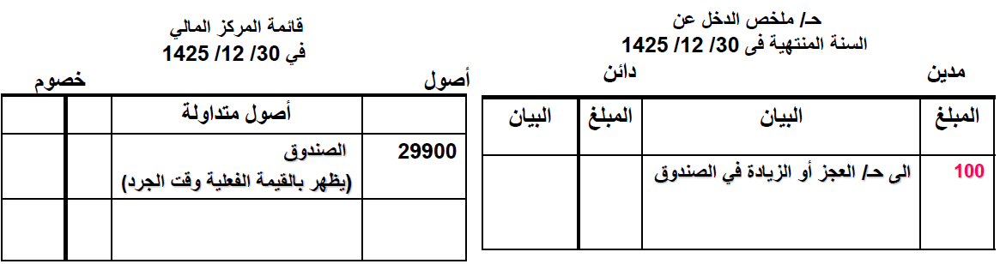 حـ/ ملخص الدخل عن
السنة المنتهية فى 30/ 12/ 1425
مدين دائن
المبلغ البيان المبلغ البيان
100 الى حـ/ العجز أو الزيادة في الصندوق
قائمة المركز المالي
في 30/ 12/ 1425
أصول خصوم
أصول متداولة
29900 الصندوق
(يظهر بالقيمة الفعلية وقت الجرد)